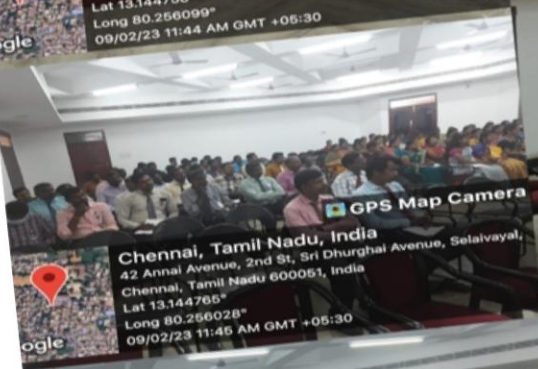 Lat 13.144755°
Long 80.256099°
09/02/23 11:44 AM GMT +05:30
ogle
GPS Map Camera
Chennai, Tamil Nadu, India
42 Annai Avenue, 2nd St, Sri Dhurghai Avenue, Selaivayal,
Chennai, Tamil Nadu 600051, India
Lat 13.144765°
Long 80.256028°
09/02/23 11:45 AM GMT +05:30
ogle